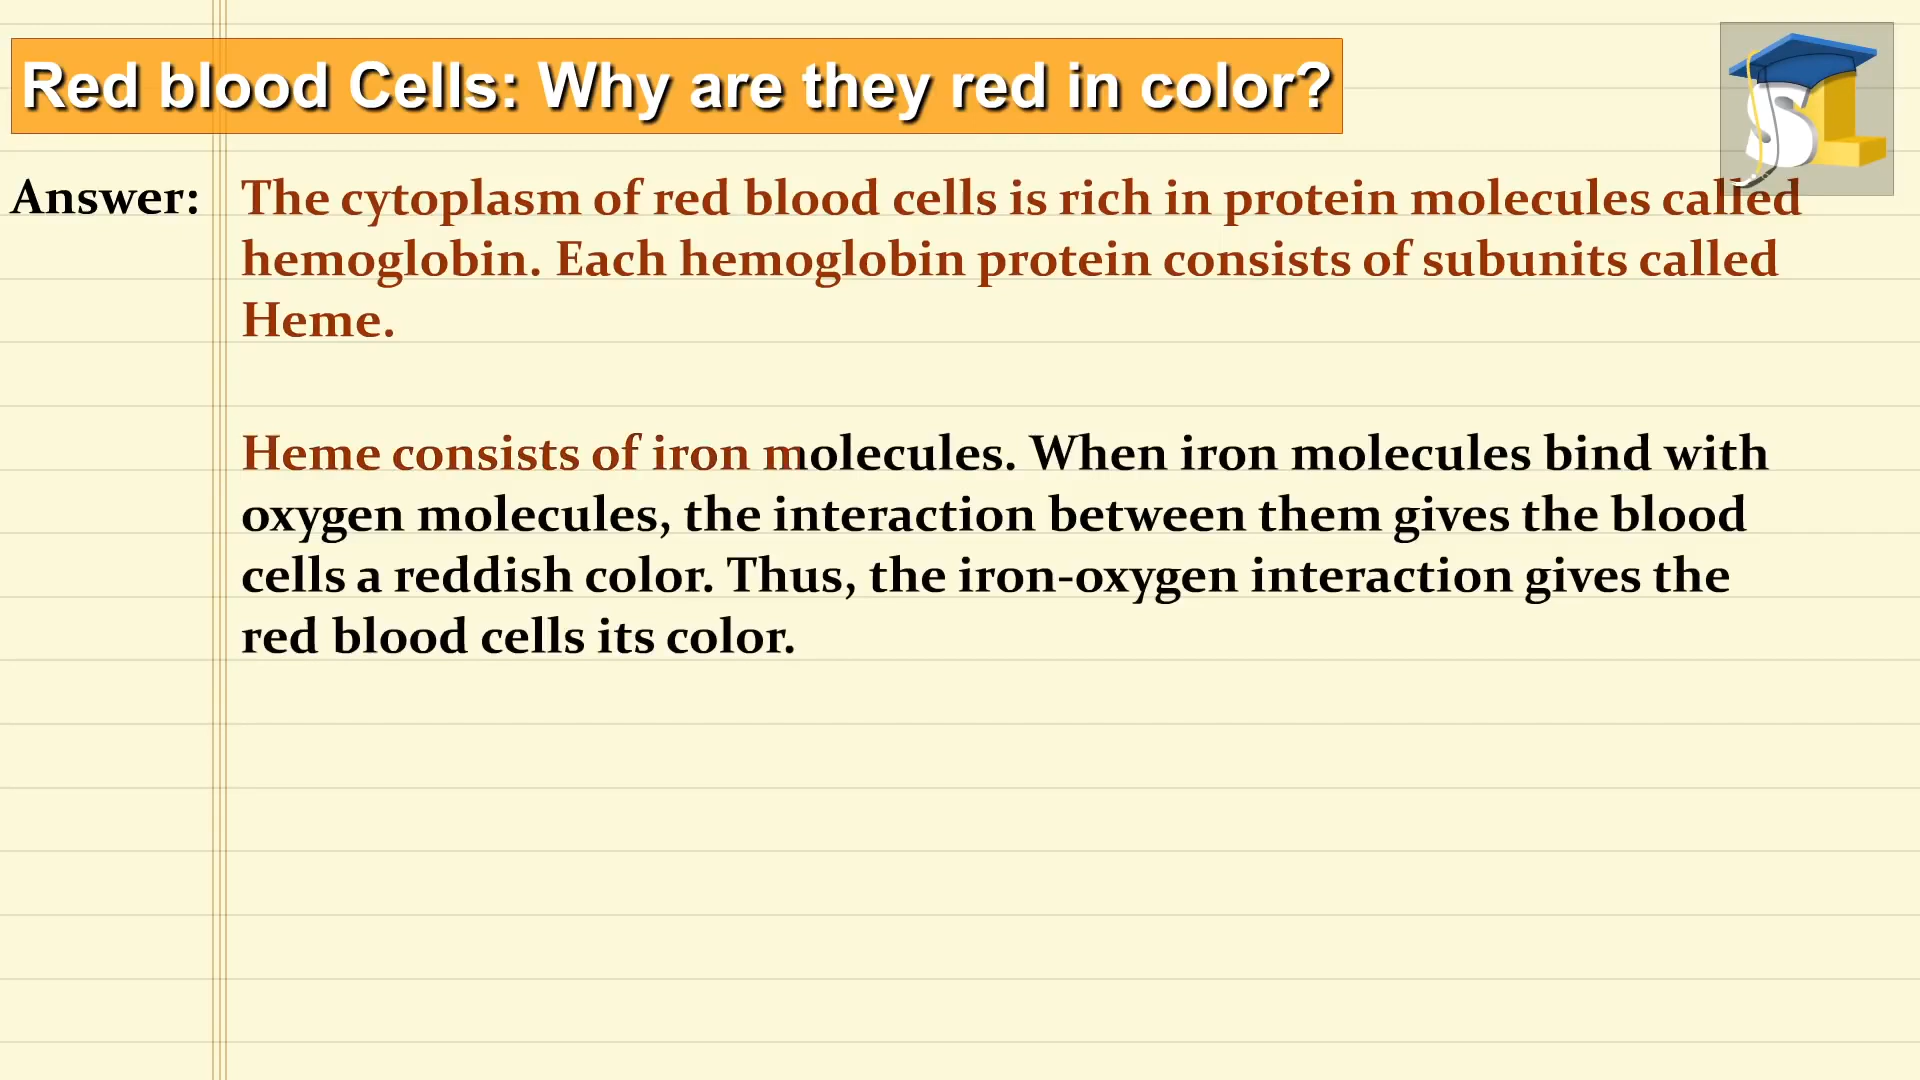 Red blood Cells: Why are they red in color?
SL
Answer:
The cytoplasm of red blood cells is rich in protein molecules called
hemoglobin. Each hemoglobin protein consists of subunits called
Heme.
Heme consists of iron molecules. When iron molecules bind with
oxygen molecules, the interaction between them gives the blood
cells a reddish color. Thus, the iron-oxygen interaction gives the
red blood cells its color.